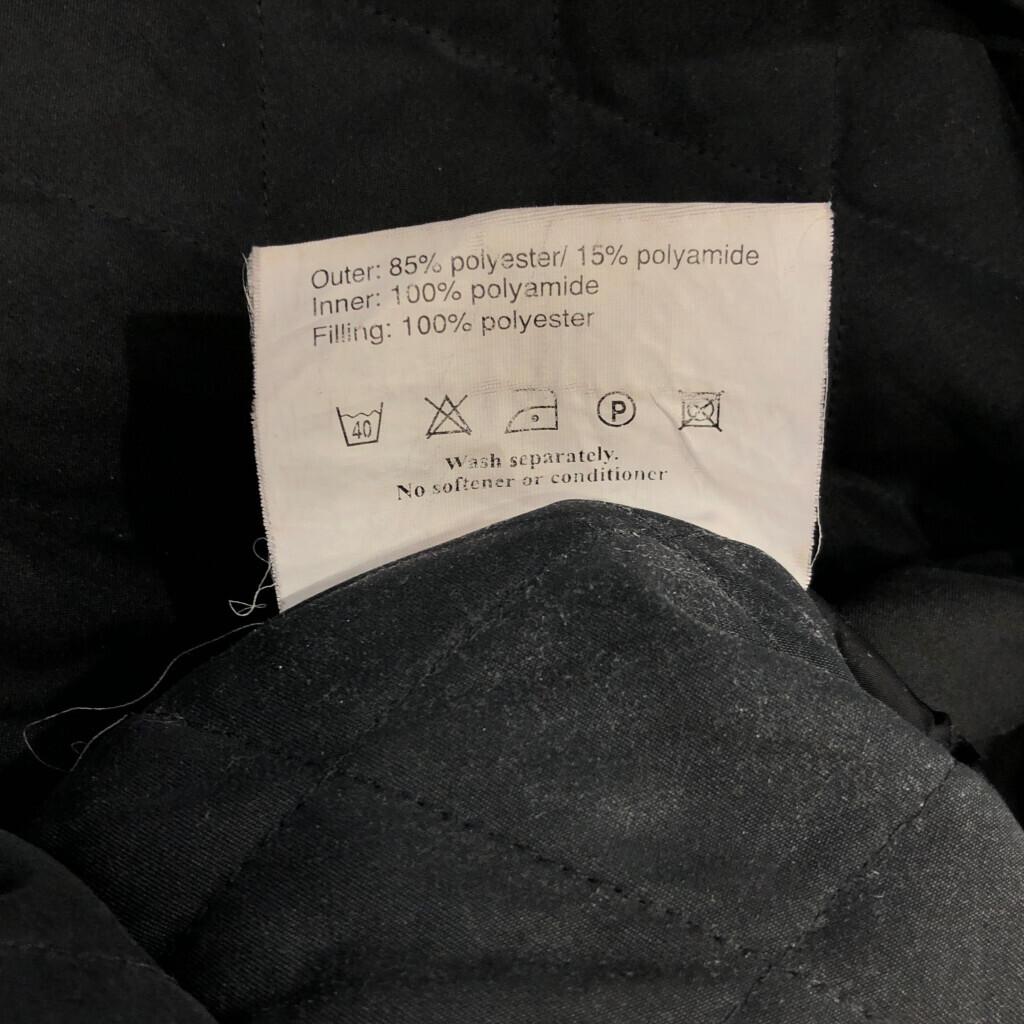 Outer: 85% polyester/ 15% polyamide
Inner: 100% polyamide
Filling: 100% polyester
40
P
Wash separately.
No softener or conditioner